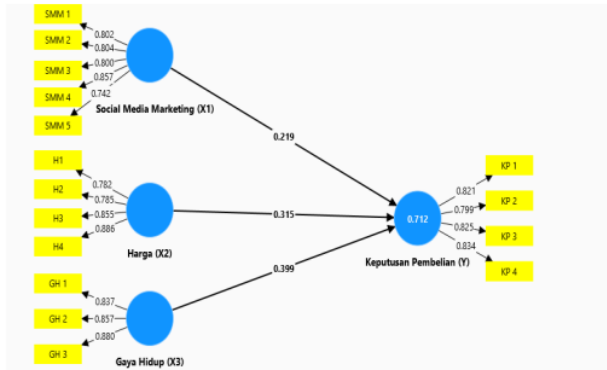 SMM 1
SMM 2
SMM 3
SMM 4
SMM 5
0.802
0.804
0.800
0.857
0.742
Social Media Marketing (X1)
0.219
H1
H2
H3
H4
0.782
0.785
0.855
0.886
Harga (X2)
0.315
GH 1
GH 2
GH 3
0.837
0.857
0.880
Gaya Hidup (X3)
0.399
0.712
Keputusan Pembelian (Y)
0.821
0.799
0.825
0.834
KP 1
KP 2
KP 3
KP 4